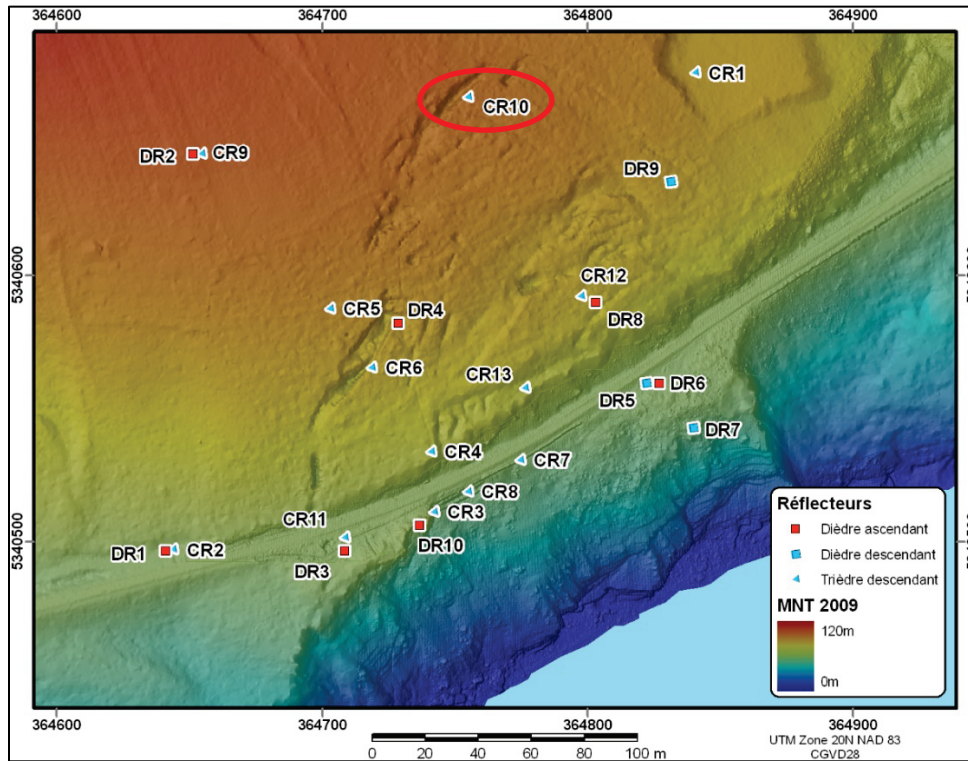 364600 364700 364800 364900
CR1
CR10
DR2 CR9
DR9
5340600
CR12
CR5 DR4
DR8
CR6
CR13
DR5 DR6
DR7
CR4
CR7
CR8
CR11 CR3
5340500
DR10
DR1 CR2
DR3
Réflecteurs
Dièdre ascendant
Dièdre descendant
Trièdre descendant
MNT 2009
120m
0m
364600 364700 364800 364900
0 20 40 60 80 100 m
UTM Zone 20N NAD 83
CGVD28